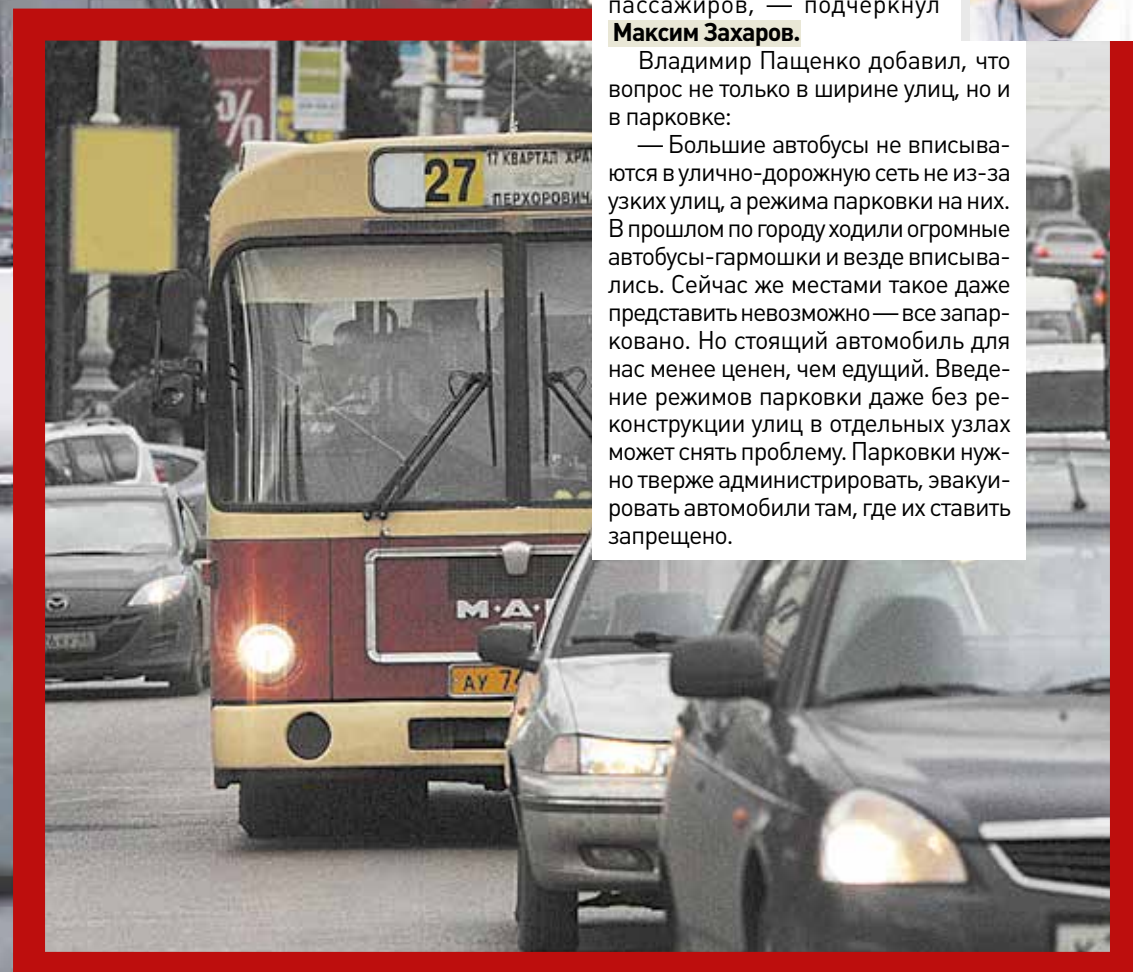 %
27
17 КВАРТАЛ
М·А·
АУ 7
пассажиров, — подчеркнул
Максим Захаров.
Владимир Пащенко добавил, что
вопрос не только в ширине улиц, но и
в парковке:
— Большие автобусы не вписыва-
ются в улично-дорожную сеть не из-за
узких улиц, а режима парковки на них.
В прошлом по городу ходили огромные
автобусы-гармошки и везде вписыва-
лись. Сейчас же местами такое даже
представить невозможно — все запар-
ковано. Но стоящий автомобиль для
нас менее ценен, чем едущий. Введе-
ние режимов парковки даже без ре-
конструкции улиц в отдельных узлах
может снять проблему. Парковки нуж-
но тверже администрировать, эвакуи-
ровать автомобили там, где их ставить
запрещено.